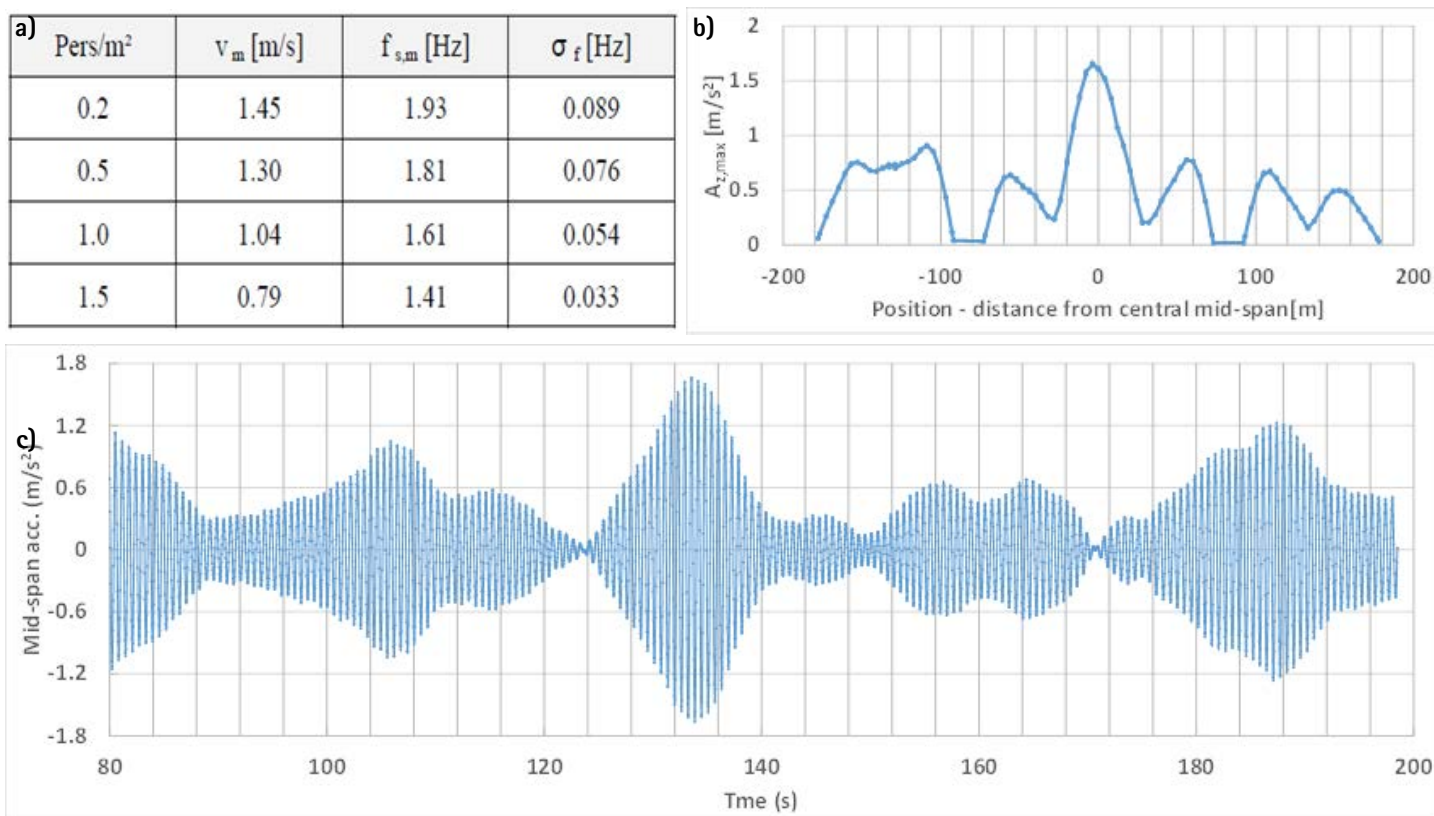 a)
Pers/m² v m [m/s] f s,m [Hz] σ f [Hz]
0.2 1.45 1.93 0.089
0.5 1.30 1.81 0.076
1.0 1.04 1.61 0.054
1.5 0.79 1.41 0.033
b)
A z,max [m/s²]
2
1.5
1
0.5
0
-200 -100 0 100 200
Position - distance from central mid-span[m]
c)
Mid-span acc. (m/s²)
1.8
1.2
0.6
0
-0.6
-1.2
-1.8
80 100 120 140 160 180 200
Tme (s)